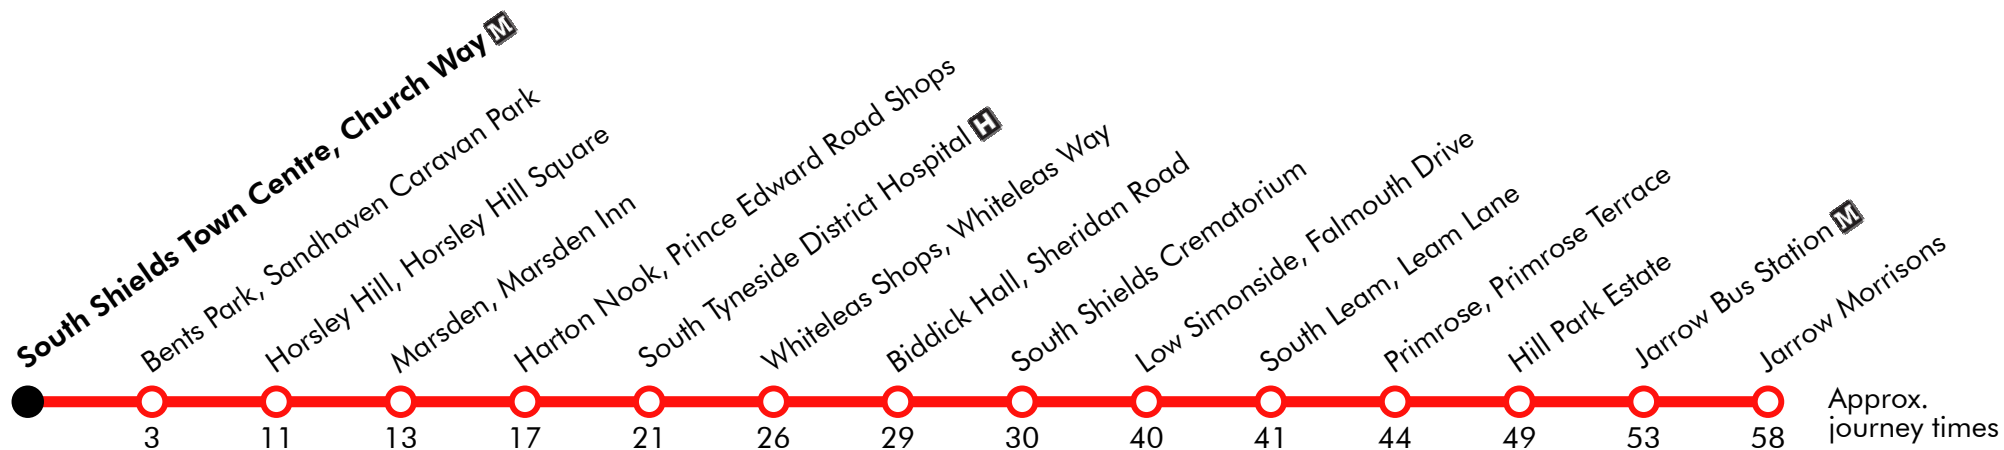 South Shields Town Centre, Church Way M
Bents Park, Sandhaven Caravan Park
Horsley Hill, Horsley Hill Square
Marsden, Marsden Inn
Harton Nook, Prince Edward Road Shops
South Tyneside District Hospital H
Whiteleas Shops, Whiteleas Way
Biddick Hall, Sheridan Road
South Shields Crematorium
Low Simonside, Falmouth Drive
South Leam, Leam Lane
Primrose, Primrose Terrace
Hill Park Estate
Jarrow Bus Station M
Jarrow Morrisons
3 11 13 17 21 26 29 30 40 41 44 49 53 58
Approx.
journey times